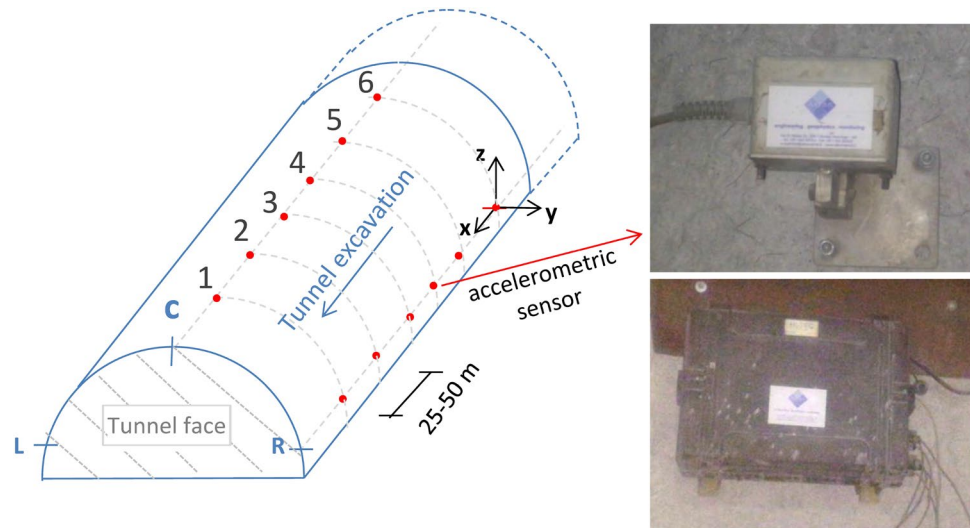 6
5
4
3
2
1
z
y
x
Tunnel excavation
accelerometric
sensor
C
Tunnel face
25-50 m
L
R